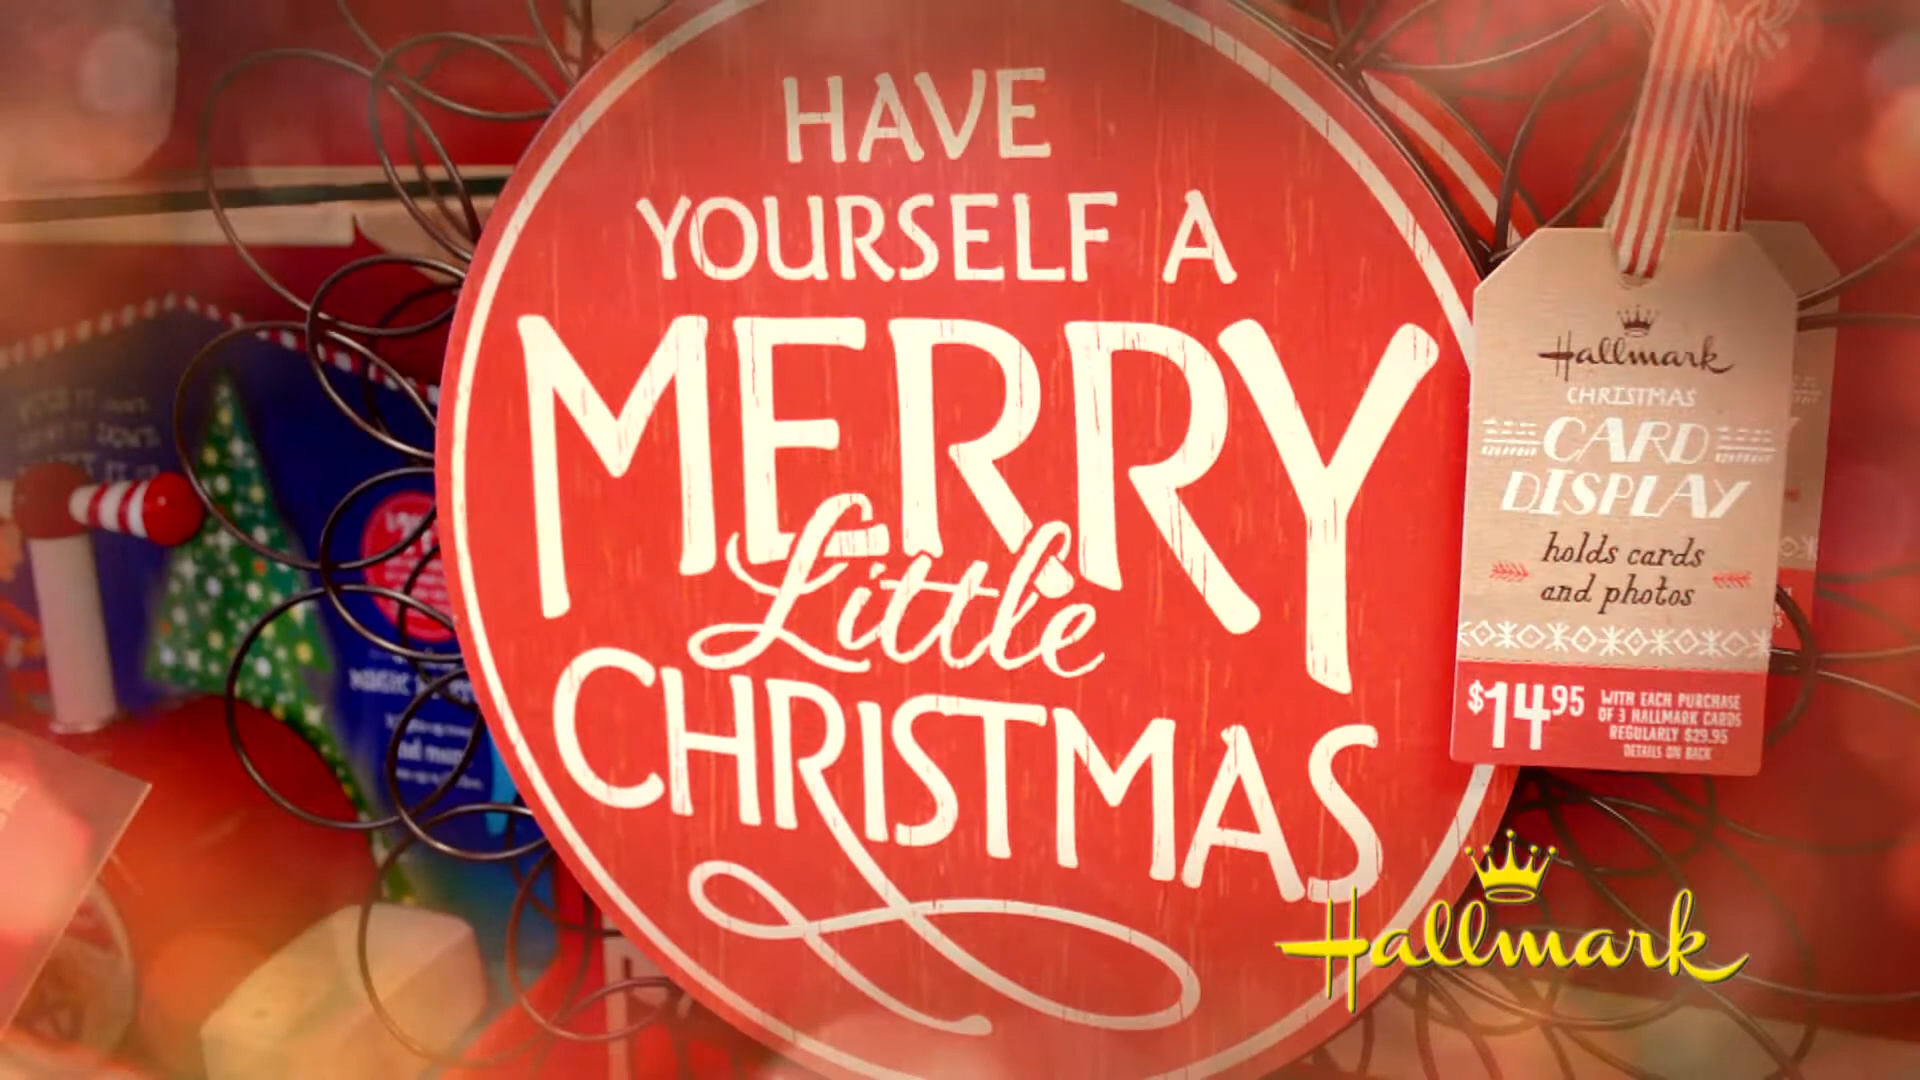 HAVE
YOURSELF A
MERRY
Little
CHRISTMAS
Hallmark
CHRISTMAS
CARD
DISPLAY
holds cards
and photos
$14.95
WITH EACH PURCHASE
OF 3 HALLMARK CARDS
REGULARLY $29.95
DETAILS ON BACK
Hallmark